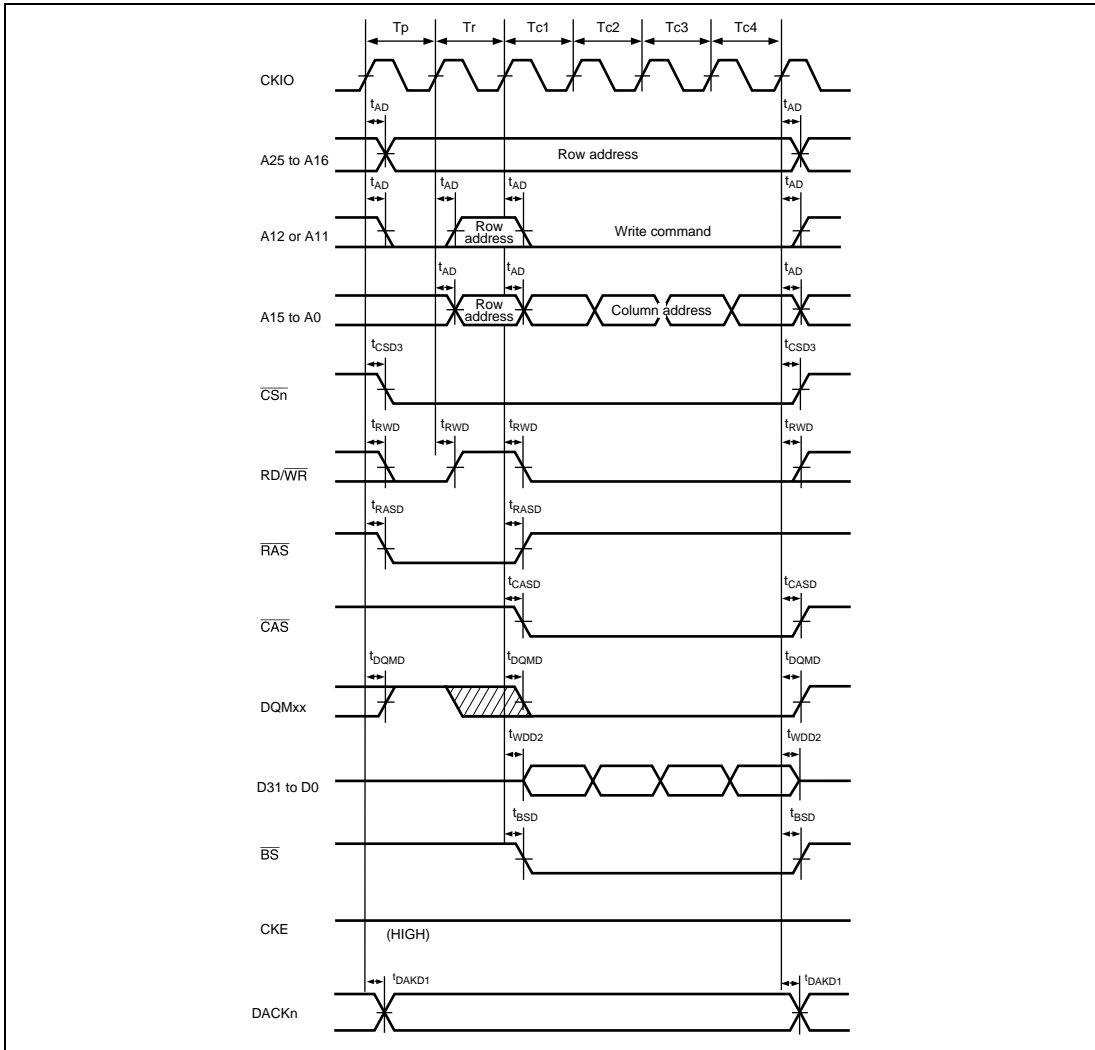 Tp Tr Tc1 Tc2 Tc3 Tc4
CKIO
tAD tAD
A25 to A16 Row address
tAD tAD tAD tAD
A12 or A11 Row address Write command
tAD tAD tAD
A15 to A0 Row address Column address
tCSD3 tCSD3
CSn
tRWD tRWD tRWD tRWD
RD/WR
tRASD tRASD
RAS
tCASD tCASD
CAS
tDQMD tDQMD tDQMD
DQMxx
tWDD2 tWDD2
D31 to D0
tBSD tBSD
BS
CKE
(HIGH)
tDAKD1 tDAKD1
DACKn